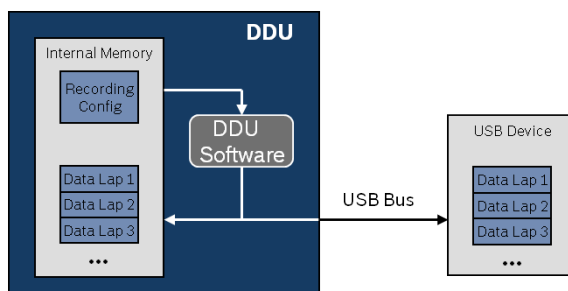 DDU
Internal Memory
Recording
Config
DDU
Software
Data Lap 1
Data Lap 2
Data Lap 3
...
USB Bus
USB Device
Data Lap 1
Data Lap 2
Data Lap 3
...